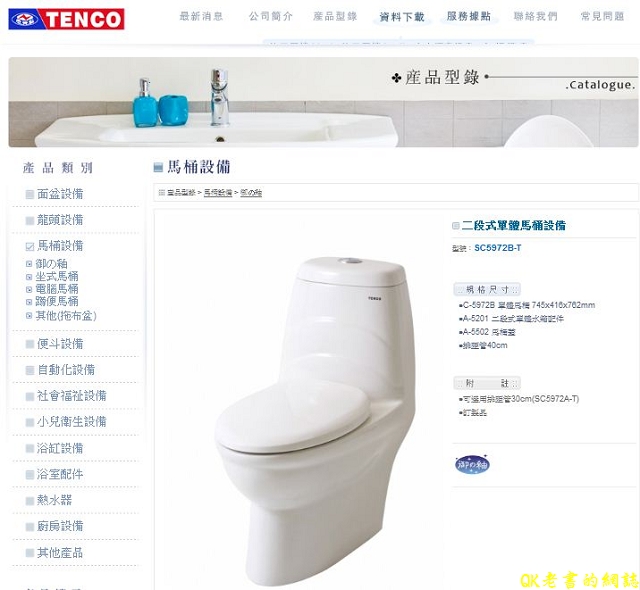 TENCO
最新消息
公司簡介
產品型錄
資料下載
服務據點
聯絡我們
常見問題
產品型錄
.Catalogue.
產品類別
面盆設備
龍頭設備
馬桶設備
御の釉
坐式馬桶
電腦馬桶
蹲便馬桶
其他(拖布盆)
便斗設備
自動化設備
社會福祉設備
小兒衛生設備
浴缸設備
浴室配件
熱水器
廚房設備
其他產品
馬桶設備
產品型錄 > 馬桶設備 > 御の釉
TENCO
二段式單體馬桶設備
型號：SC5972B-T
規格尺寸
C-5972B 單體馬桶 745x416x762mm
A-5201 二段式單體水箱配件
A-5502 馬桶蓋
排糞管40cm
附 註
可選用排糞管30cm(SC5972A-T)
訂製品
御の釉
QK老書的網誌